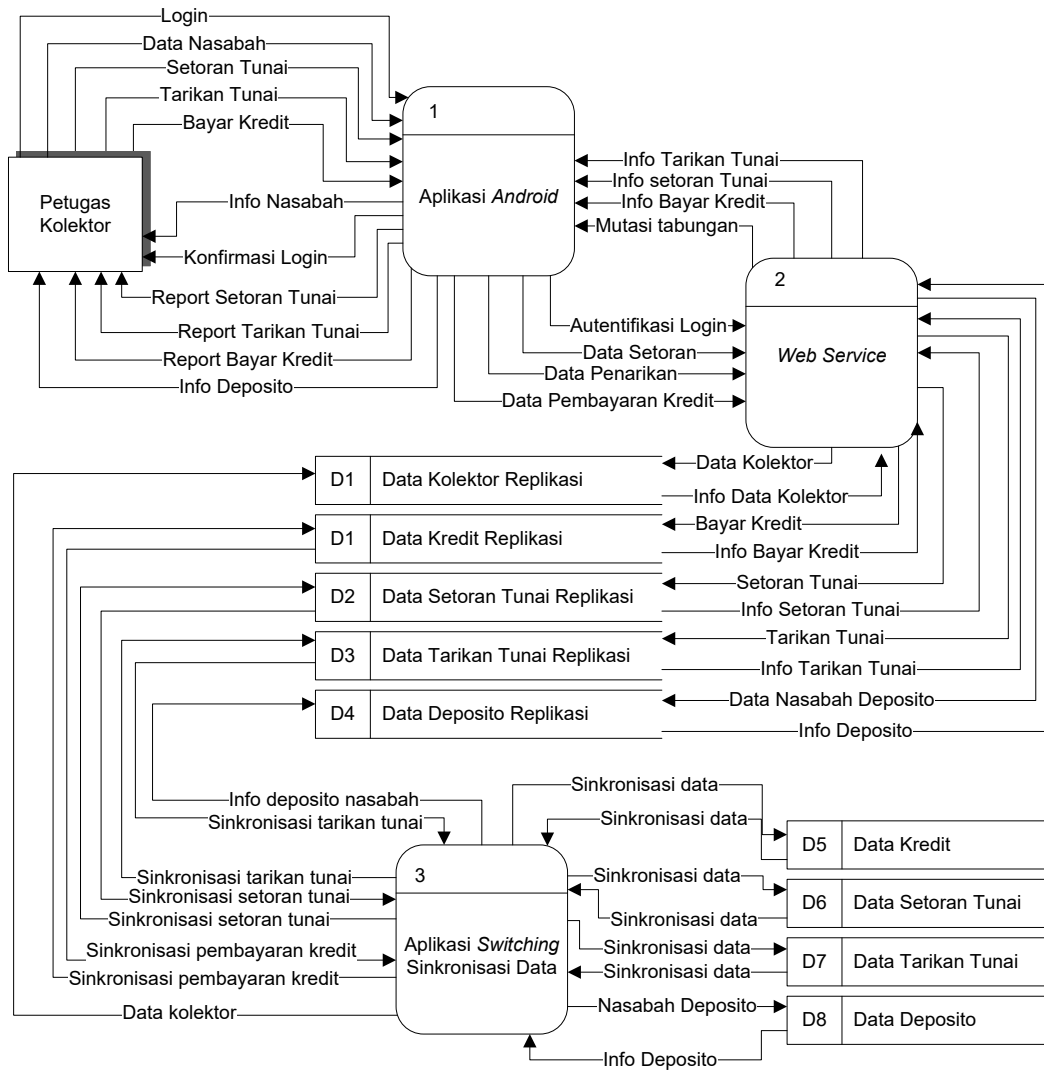 Login
Data Nasabah
Setoran Tunai
Tarikan Tunai
Bayar Kredit
1
Aplikasi Android
Petugas
Kolektor
Info Nasabah
Konfirmasi Login
Report Setoran Tunai
Report Tarikan Tunai
Report Bayar Kredit
Info Deposito
Info Tarikan Tunai
Info setoran Tunai
Info Bayar Kredit
Mutasi tabungan
2
Web Service
Autentifikasi Login
Data Setoran
Data Penarikan
Data Pembayaran Kredit
D1 Data Kolektor Replikasi
Data Kolektor
Info Data Kolektor
D1 Data Kredit Replikasi
Bayar Kredit
Info Bayar Kredit
D2 Data Setoran Tunai Replikasi
Setoran Tunai
Info Setoran Tunai
D3 Data Tarikan Tunai Replikasi
Tarikan Tunai
Info Tarikan Tunai
D4 Data Deposito Replikasi
Data Nasabah Deposito
Info Deposito
Info deposito nasabah
Sinkronisasi tarikan tunai
Sinkronisasi tarikan tunai
Sinkronisasi setoran tunai
Sinkronisasi setoran tunai
Sinkronisasi pembayaran kredit
Sinkronisasi pembayaran kredit
Data kolektor
3
Aplikasi Switching
Sinkronisasi Data
Sinkronisasi data
Sinkronisasi data
D5 Data Kredit
Sinkronisasi data
Sinkronisasi data
D6 Data Setoran Tunai
Sinkronisasi data
Sinkronisasi data
D7 Data Tarikan Tunai
Nasabah Deposito
Info Deposito
D8 Data Deposito